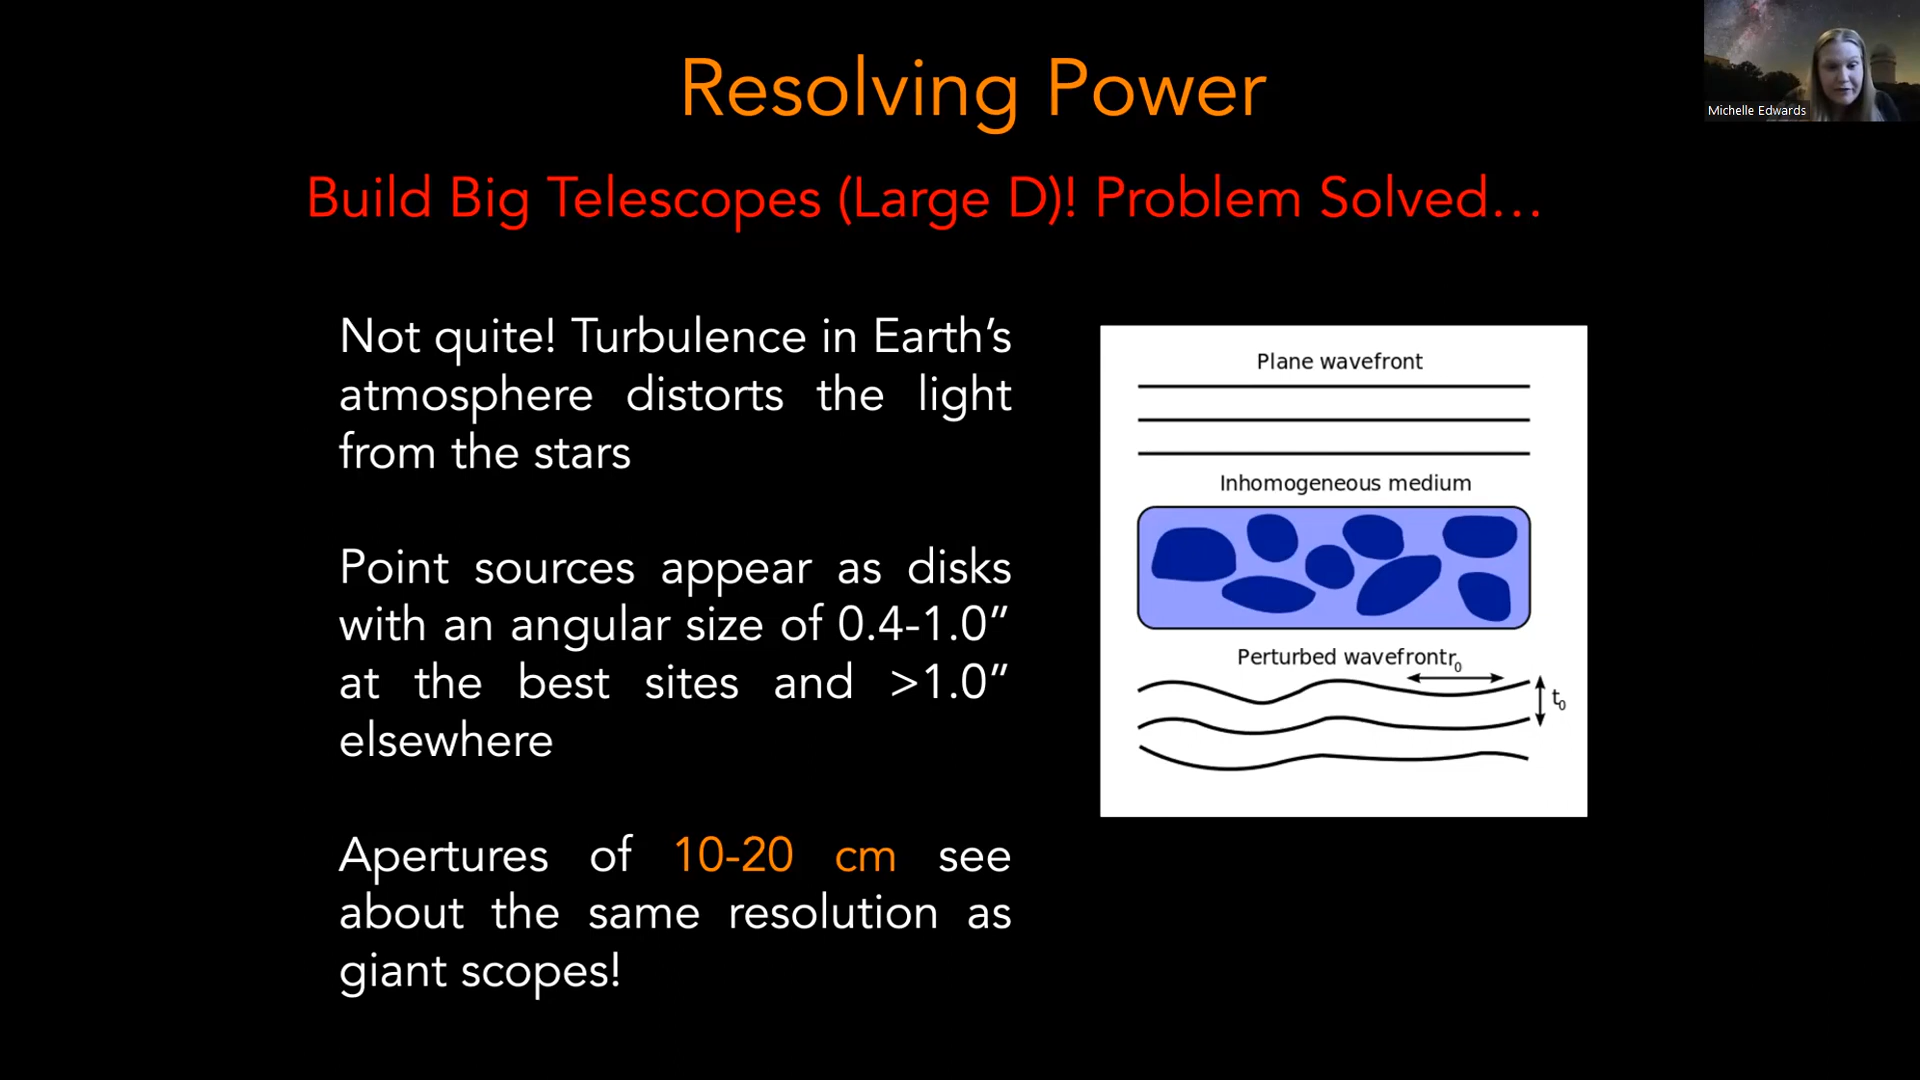 Resolving Power
Michelle Edwards
Build Big Telescopes (Large D)! Problem Solved…
Not quite! Turbulence in Earth’s
atmosphere distorts the light
from the stars
Point sources appear as disks
with an angular size of 0.4-1.0”
at the best sites and >1.0”
elsewhere
Apertures of 10-20 cm see
about the same resolution as
giant scopes!
Plane wavefront
Inhomogeneous medium
Perturbed wavefrontr0
t0